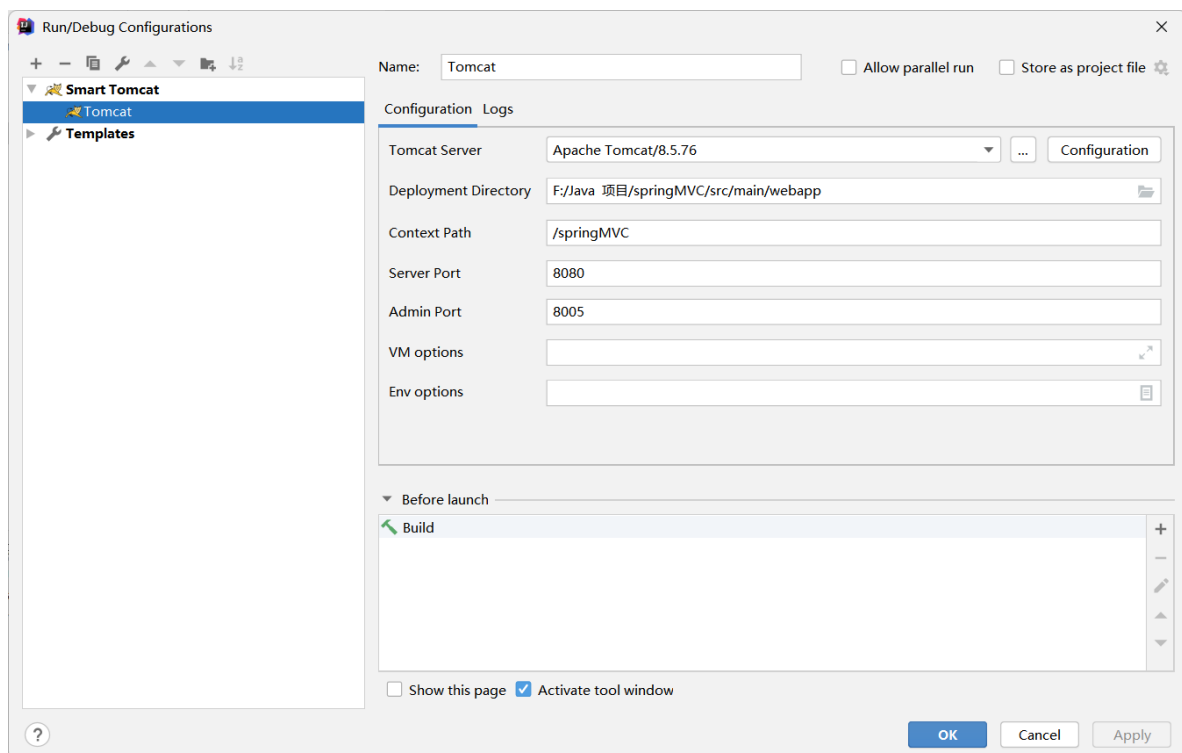 Run/Debug Configurations
Name: Tomcat Allow parallel run Store as project file
Smart Tomcat
Tomcat
Templates
Configuration Logs
Tomcat Server Apache Tomcat/8.5.76 ... Configuration
Deployment Directory F:/Java 项目/springMVC/src/main/webapp
Context Path /springMVC
Server Port 8080
Admin Port 8005
VM options
Env options
Before launch
Build
Show this page Activate tool window
? OK Cancel Apply